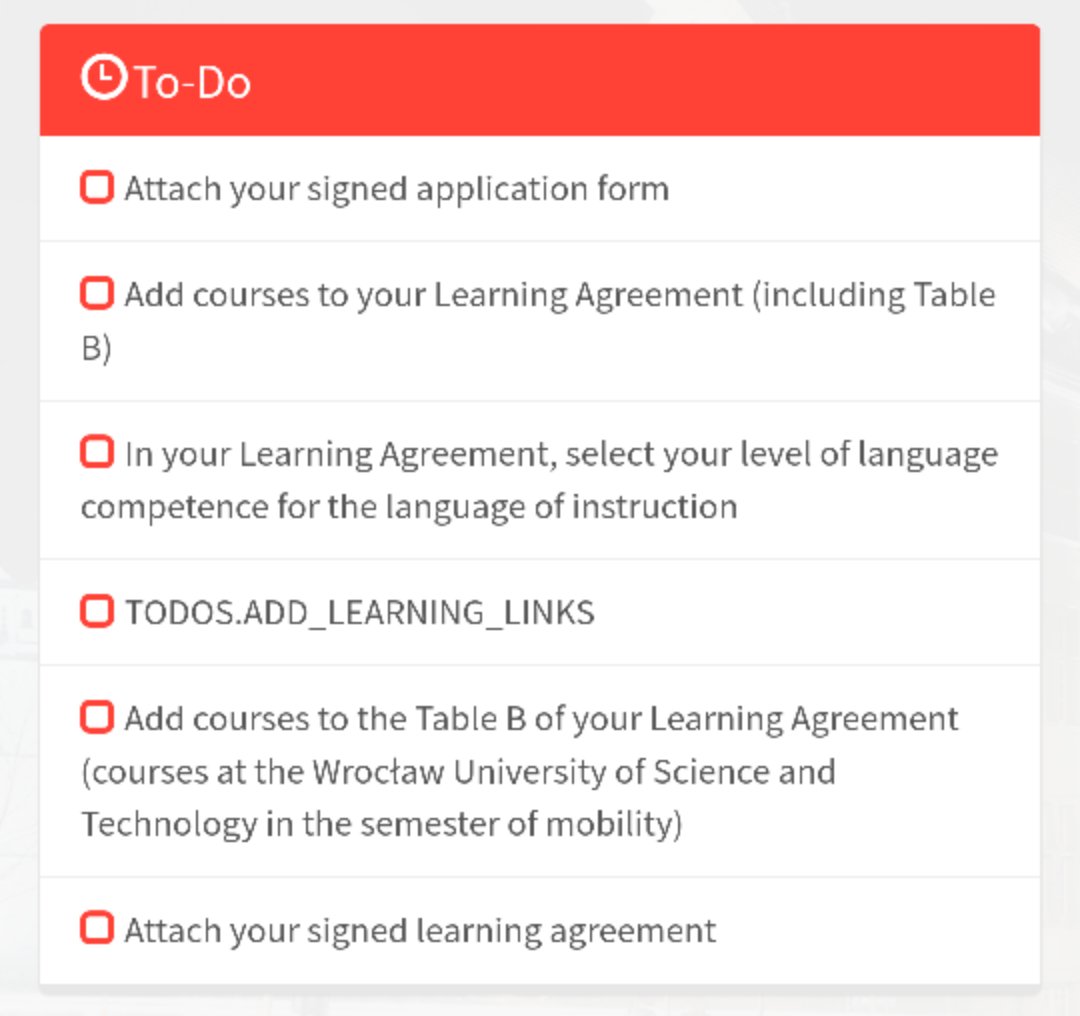 To-Do
Attach your signed application form
Add courses to your Learning Agreement (including Table
B)
In your Learning Agreement, select your level of language
competence for the language of instruction
TODOS.ADD_LEARNING_LINKS
Add courses to the Table B of your Learning Agreement
(courses at the Wrocław University of Science and
Technology in the semester of mobility)
Attach your signed learning agreement